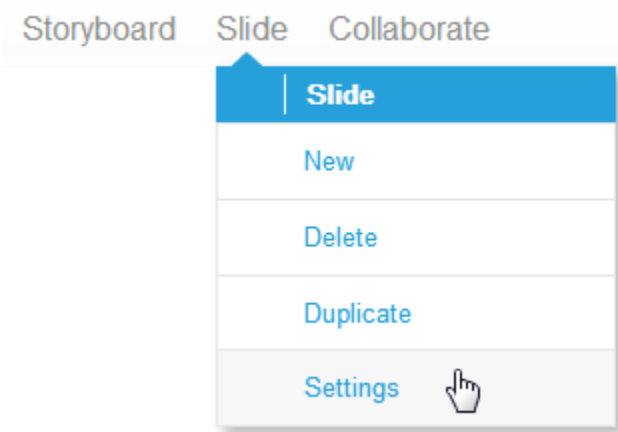 Storyboard Slide Collaborate
Slide
New
Delete
Duplicate
Settings